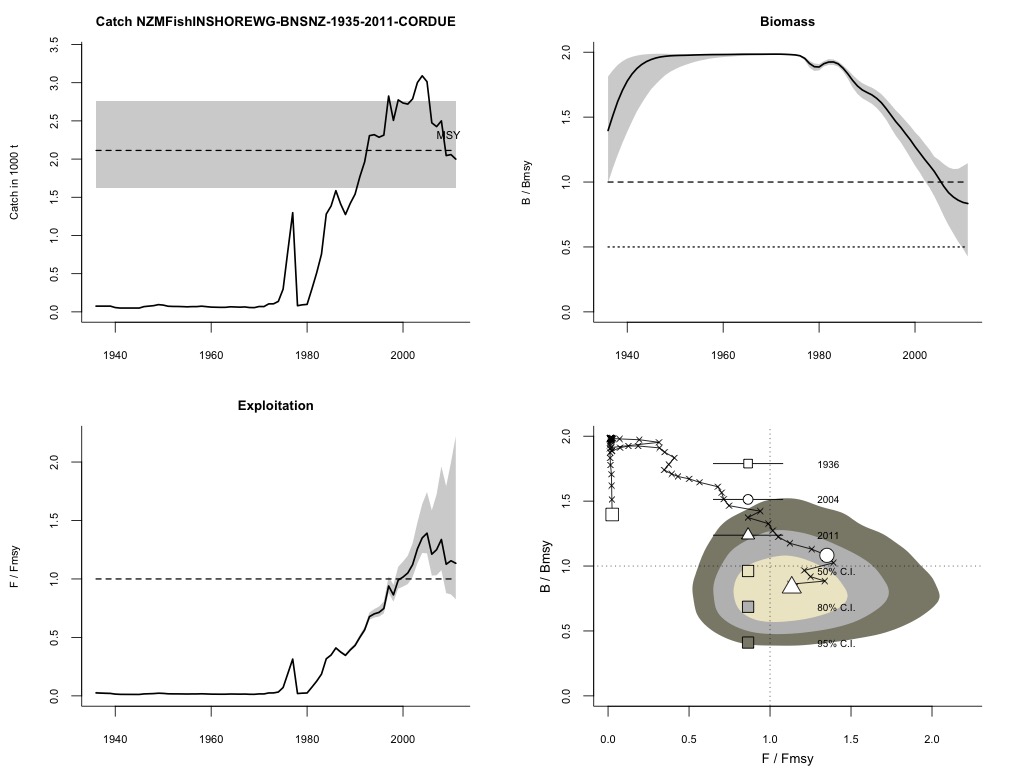 Catch NZMFishINSHOREWG-BNSNZ-1935-2011-CORDUE
Catch in 1000 t
3.5
3.0
2.5
2.0
1.5
1.0
0.5
0.0
MSY
1940 1960 1980 2000
Biomass
B / Bmsy
2.0
1.5
1.0
0.5
0.0
1940 1960 1980 2000
Exploitation
F / Fmsy
2.0
1.5
1.0
0.5
0.0
1940 1960 1980 2000
B / Bmsy
2.0
1.5
1.0
0.5
0.0
1936
2004
2011
50% C.I.
80% C.I.
95% C.I.
0.0 0.5 1.0 1.5 2.0
F / Fmsy